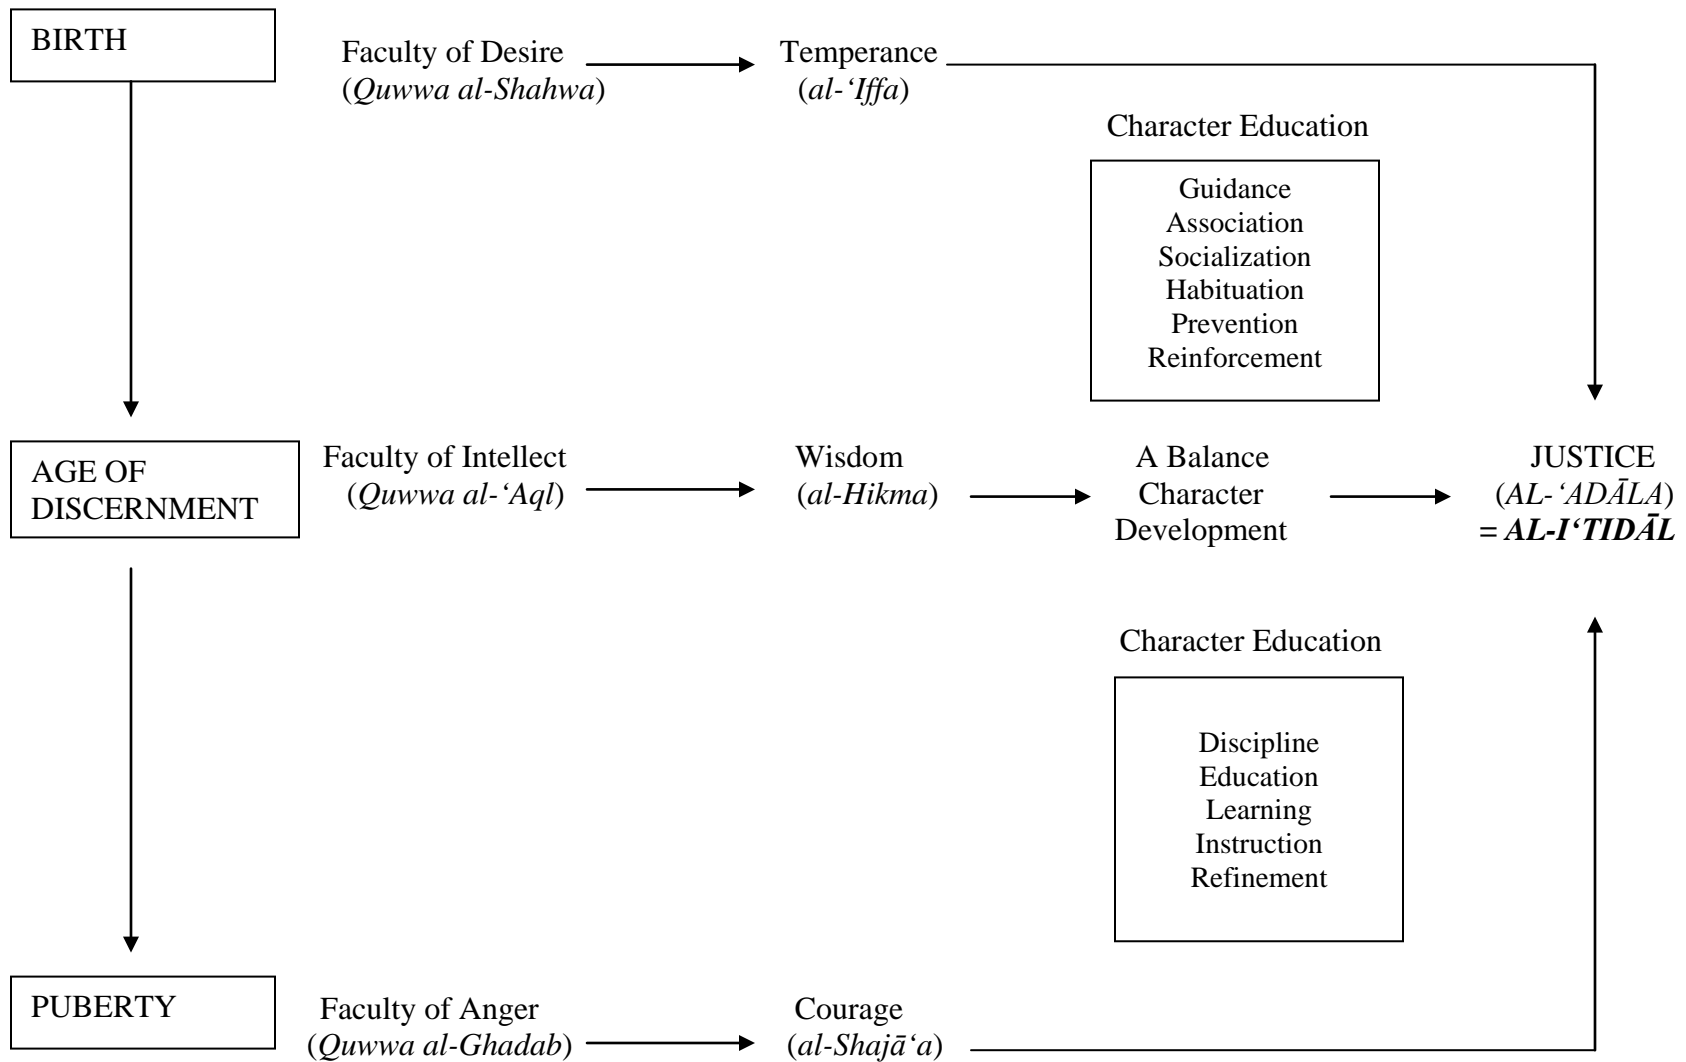 BIRTH
Faculty of Desire
(Quwwa al-Shahwa)
Temperance
(al-‘Iffa)
Character Education
Guidance
Association
Socialization
Habituation
Prevention
Reinforcement
AGE OF
DISCERNMENT
Faculty of Intellect
(Quwwa al-‘Aql)
Wisdom
(al-Hikma)
A Balance
Character
Development
JUSTICE
(AL-‘ADĀLA)
= AL-I‘TIDĀL
Character Education
Discipline
Education
Learning
Instruction
Refinement
PUBERTY
Faculty of Anger
(Quwwa al-Ghadab)
Courage
(al-Shajā‘a)